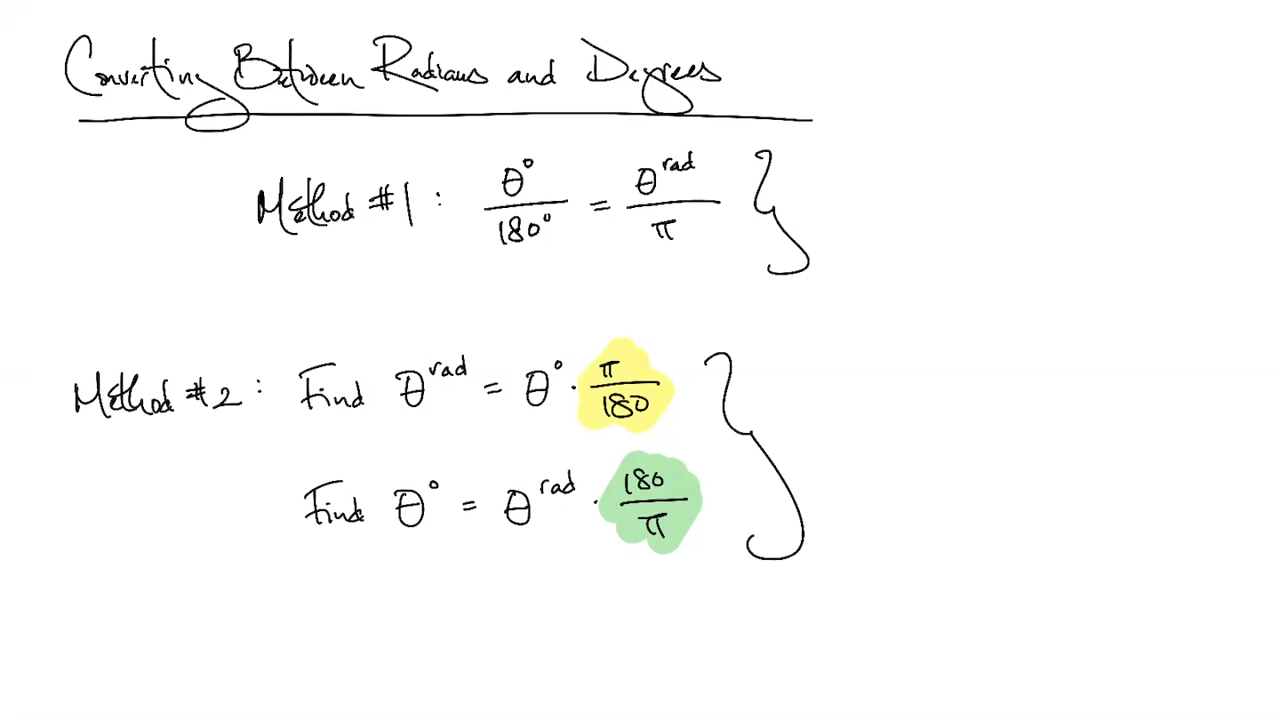 Converting Between Radians and Degrees
Method #1: θ°/180° = θ^rad/π
Method #2: Find θ^rad = θ° · π/180
Find θ° = θ^rad · 180/π